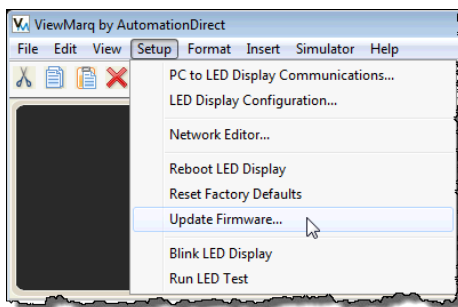 ViewMarq by AutomationDirect
File Edit View Setup Format Insert Simulator Help
PC to LED Display Communications...
LED Display Configuration...
Network Editor...
Reboot LED Display
Reset Factory Defaults
Update Firmware...
Blink LED Display
Run LED Test